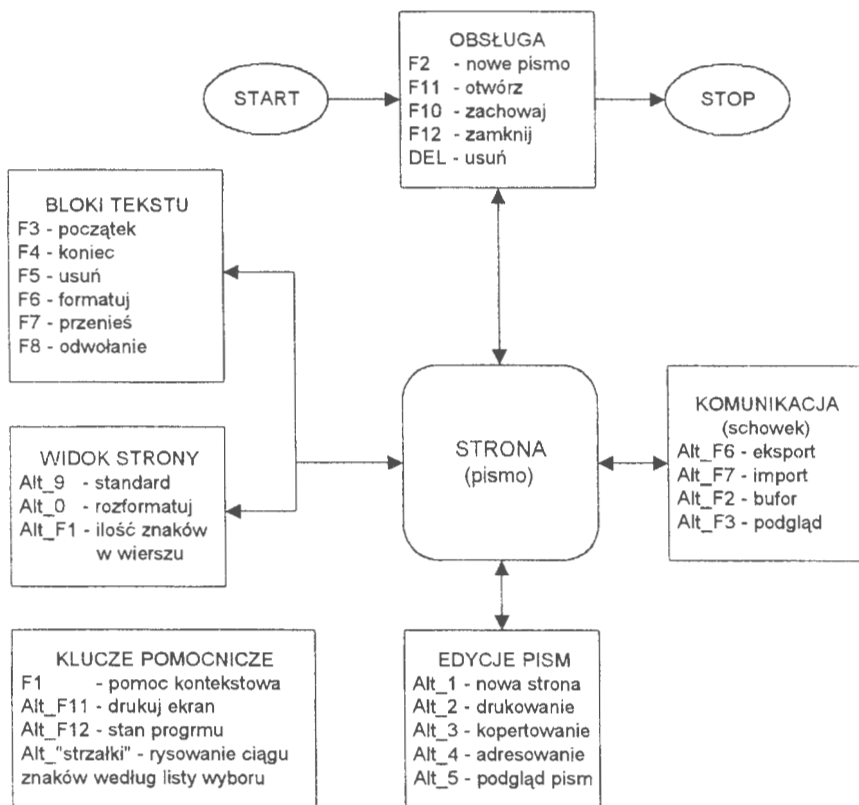 START
OBSŁUGA
F2 - nowe pismo
F11 - otwórz
F10 - zachowaj
F12 - zamknij
DEL - usuń
STOP
BLOKI TEKSTU
F3 - początek
F4 - koniec
F5 - usuń
F6 - formatuj
F7 - przenieś
F8 - odwołanie
WIDOK STRONY
Alt_9 - standard
Alt_0 - rozformatuj
Alt_F1 - ilość znaków
w wierszu
STRONA
(pismo)
KOMUNIKACJA
(schowek)
Alt_F6 - eksport
Alt_F7 - import
Alt_F2 - bufor
Alt_F3 - podgląd
KLUCZE POMOCNICZE
F1 - pomoc kontekstowa
Alt_F11 - drukuj ekran
Alt_F12 - stan progrmu
Alt_"strzałki" - rysowanie ciągu
znaków według listy wyboru
EDYCJE PISM
Alt_1 - nowa strona
Alt_2 - drukowanie
Alt_3 - kopertowanie
Alt_4 - adresowanie
Alt_5 - podgląd pism